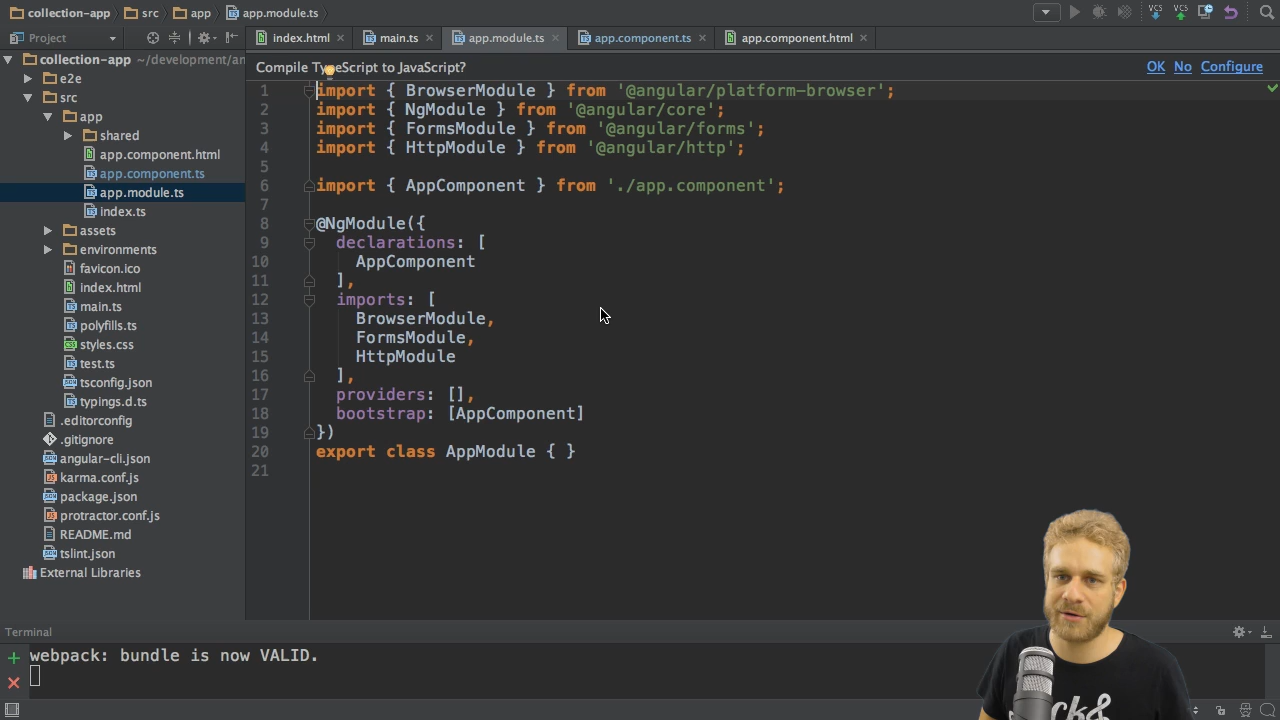 collection-app src app app.module.ts
Project
index.html main.ts app.module.ts app.component.ts app.component.html
collection-app ~/development/an
e2e
src
app
shared
app.component.html
app.component.ts
app.module.ts
index.ts
assets
environments
favicon.ico
index.html
main.ts
polyfills.ts
styles.css
test.ts
tsconfig.json
typings.d.ts
.editorconfig
.gitignore
angular-cli.json
karma.conf.js
package.json
protractor.conf.js
README.md
tslint.json
External Libraries
Compile TypeScript to JavaScript? OK No Configure
1 import { BrowserModule } from '@angular/platform-browser';
2 import { NgModule } from '@angular/core';
3 import { FormsModule } from '@angular/forms';
4 import { HttpModule } from '@angular/http';
5
6 import { AppComponent } from './app.component';
7
8 @NgModule({
9 declarations: [
10 AppComponent
11 ],
12 imports: [
13 BrowserModule,
14 FormsModule,
15 HttpModule
16 ],
17 providers: [],
18 bootstrap: [AppComponent]
19 })
20 export class AppModule { }
21
Terminal
webpack: bundle is now VALID.
VCS VCS